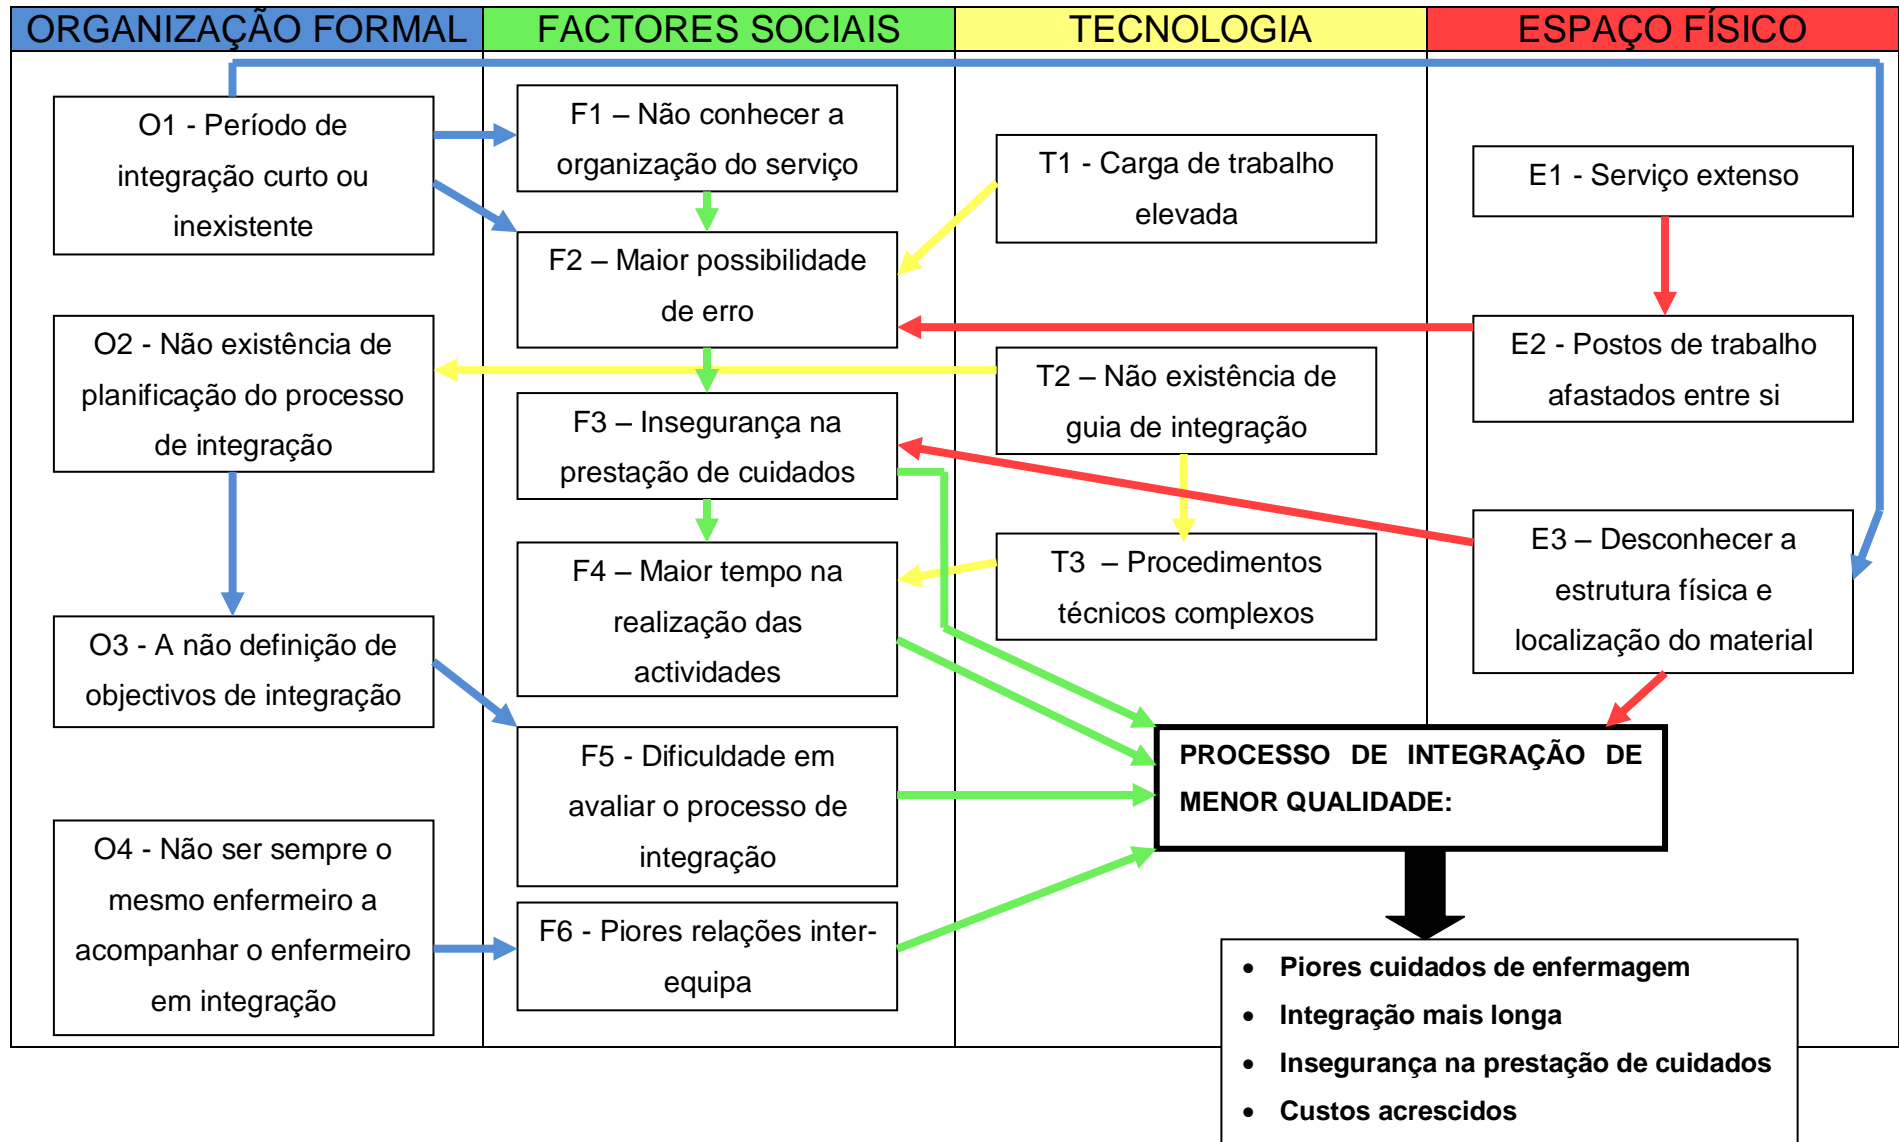 ORGANIZAÇÃO FORMAL
FACTORES SOCIAIS
TECNOLOGIA
ESPAÇO FÍSICO
O1 - Período de
integração curto ou
inexistente
O2 - Não existência de
planificação do processo
de integração
O3 - A não definição de
objectivos de integração
O4 - Não ser sempre o
mesmo enfermeiro a
acompanhar o enfermeiro
em integração
F1 – Não conhecer a
organização do serviço
F2 – Maior possibilidade
de erro
F3 – Insegurança na
prestação de cuidados
F4 – Maior tempo na
realização das
actividades
F5 - Dificuldade em
avaliar o processo de
integração
F6 - Piores relações inter-
equipa
T1 - Carga de trabalho
elevada
T2 – Não existência de
guia de integração
T3 – Procedimentos
técnicos complexos
E1 - Serviço extenso
E2 - Postos de trabalho
afastados entre si
E3 – Desconhecer a
estrutura física e
localização do material
PROCESSO DE INTEGRAÇÃO DE
MENOR QUALIDADE:
• Piores cuidados de enfermagem
• Integração mais longa
• Insegurança na prestação de cuidados
• Custos acrescidos